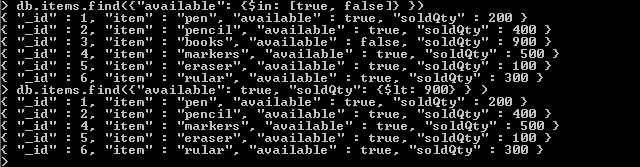 > db.items.find({"available": {$in: [true, false]} })
{ "_id" : 1, "item" : "pen", "available" : true, "soldQty" : 200 }
{ "_id" : 2, "item" : "pencil", "available" : true, "soldQty" : 400 }
{ "_id" : 3, "item" : "books", "available" : false, "soldQty" : 900 }
{ "_id" : 4, "item" : "markers", "available" : true, "soldQty" : 500 }
{ "_id" : 5, "item" : "eraser", "available" : true, "soldQty" : 100 }
{ "_id" : 6, "item" : "rular", "available" : true, "soldQty" : 300 }
> db.items.find({"available": true, "soldQty": {$lt: 900} } )
{ "_id" : 1, "item" : "pen", "available" : true, "soldQty" : 200 }
{ "_id" : 2, "item" : "pencil", "available" : true, "soldQty" : 400 }
{ "_id" : 4, "item" : "markers", "available" : true, "soldQty" : 500 }
{ "_id" : 5, "item" : "eraser", "available" : true, "soldQty" : 100 }
{ "_id" : 6, "item" : "rular", "available" : true, "soldQty" : 300 }
>